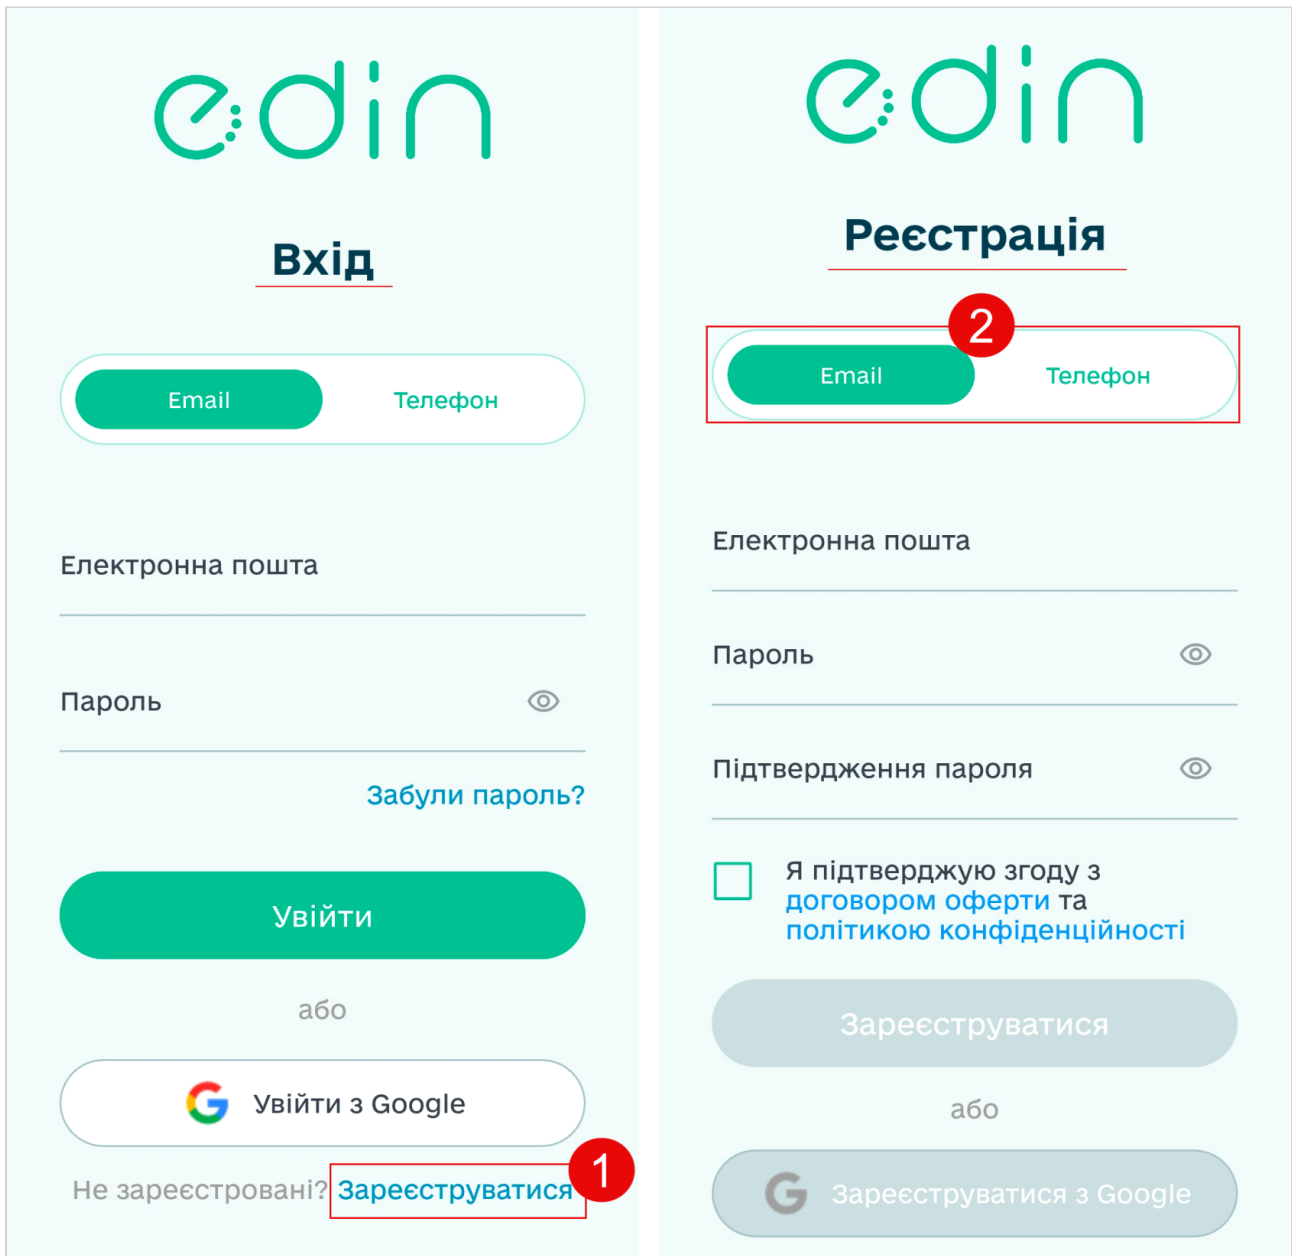 edin
Вхід
Email
Телефон
Електронна пошта
Пароль
Забули пароль?
Увійти
або
Увійти з Google
Не зареєстровані? Зареєструватися
1
edin
Реєстрація
2
Email
Телефон
Електронна пошта
Пароль
Підтвердження пароля
Я підтверджую згоду з
договором оферти та
політикою конфіденційності
Зареєструватися
або
G Зареєструватися з Google